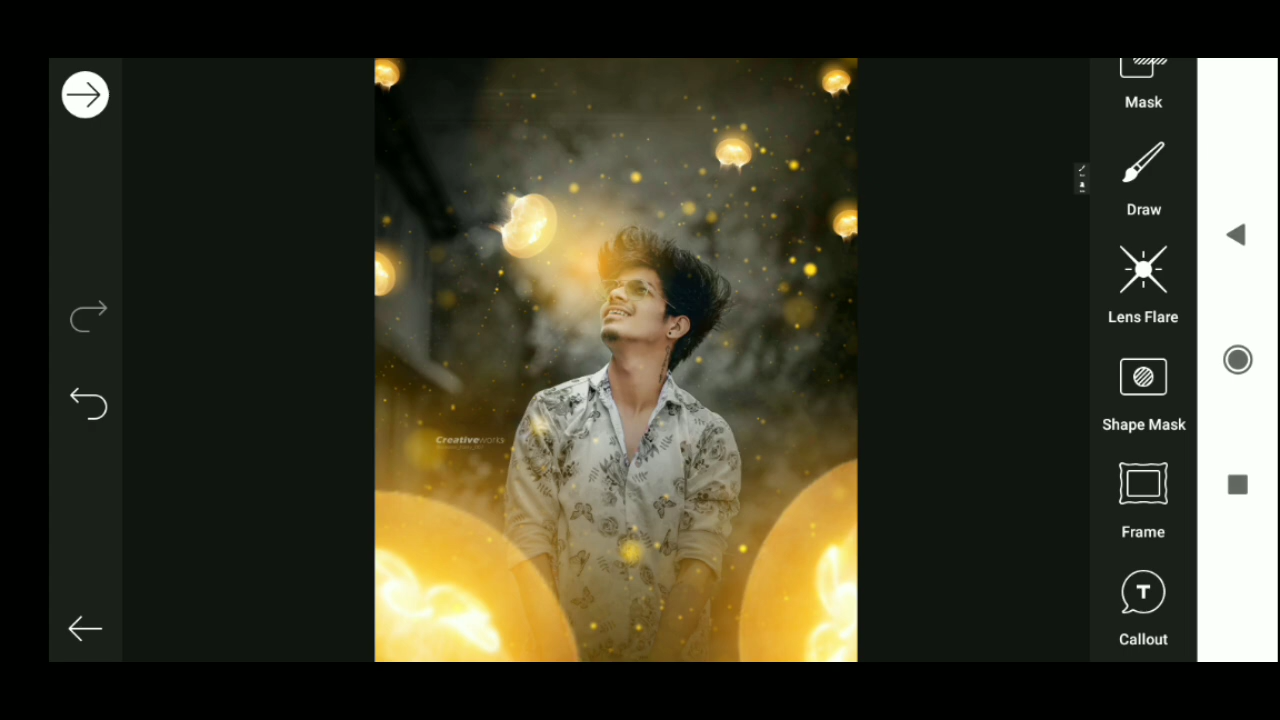 Mask
Draw
Lens Flare
Shape Mask
Frame
T
Callout
Creativeworks